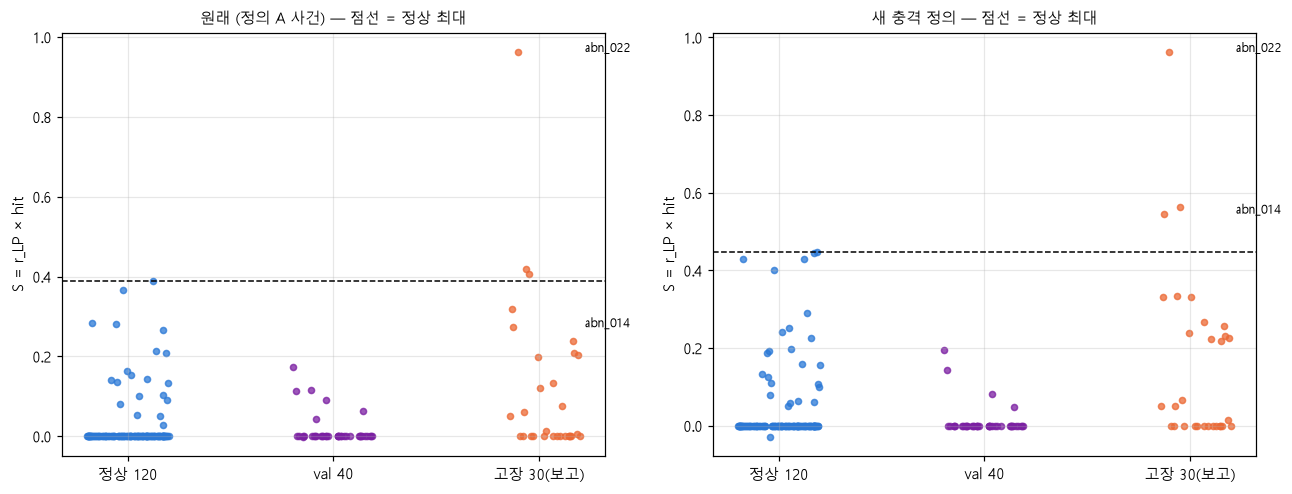 원래 (정의 A 사건) — 점선 = 정상 최대
S = r_LP × hit
1.0
0.8
0.6
0.4
0.2
0.0
abn_022
abn_014
정상 120
val 40
고장 30(보고)
새 충격 정의 — 점선 = 정상 최대
S = r_LP × hit
1.0
0.8
0.6
0.4
0.2
0.0
abn_022
abn_014
정상 120
val 40
고장 30(보고)